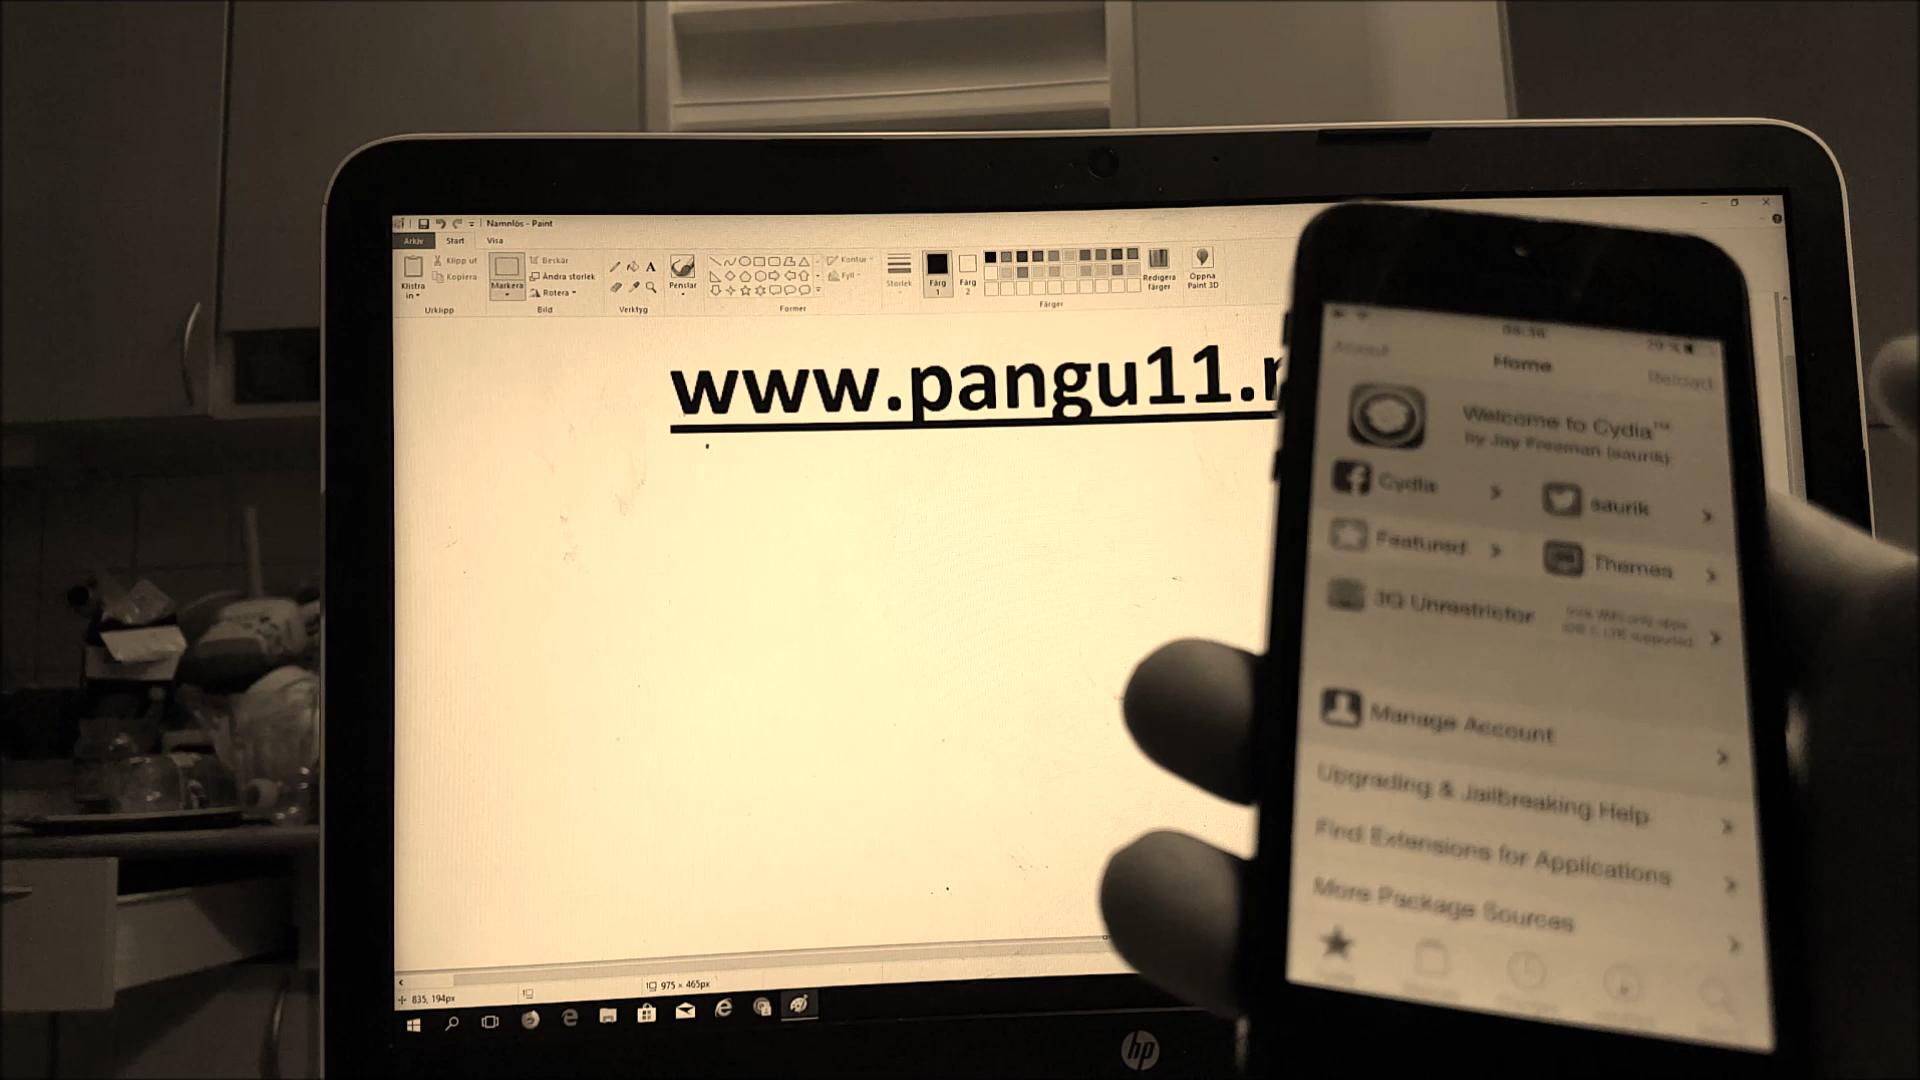 Namnlös - Paint
Arkiv Start Visa
Klistra in
Klipp ut
Kopiera
Urklipp
Markera
Beskär
Ändra storlek
Rotera
Bild
A
Verktyg
Penslar
Kontur
Fyll
Former
Storlek
Färg 1
Färg 2
Färger
Redigera färger
Öppna Paint 3D
www.pangu11.
835, 194px
975 × 465px
hp
About
Home
Reload
Welcome to Cydia™
by Jay Freeman (saurik)
Cydia
saurik
Featured
Themes
3G Unrestrictor
Manage Account
Upgrading & Jailbreaking Help
Find Extensions for Applications
More Package Sources